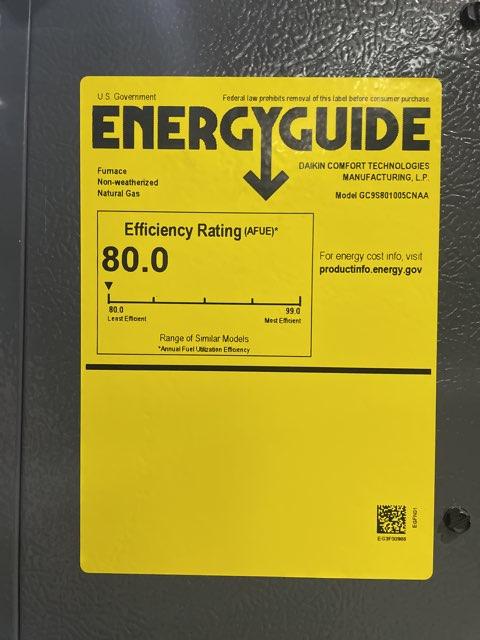 U.S. Government
Federal law prohibits removal of this label before consumer purchase.
ENERGYGUIDE
Furnace
Non-weatherized
Natural Gas
DAIKIN COMFORT TECHNOLOGIES
MANUFACTURING, L.P.
Model GC9S801005CNAA
Efficiency Rating (AFUE)*
80.0
80.0
99.0
Least Efficient
Most Efficient
Range of Similar Models
*Annual Fuel Utilization Efficiency
For energy cost info, visit
productinfo.energy.gov